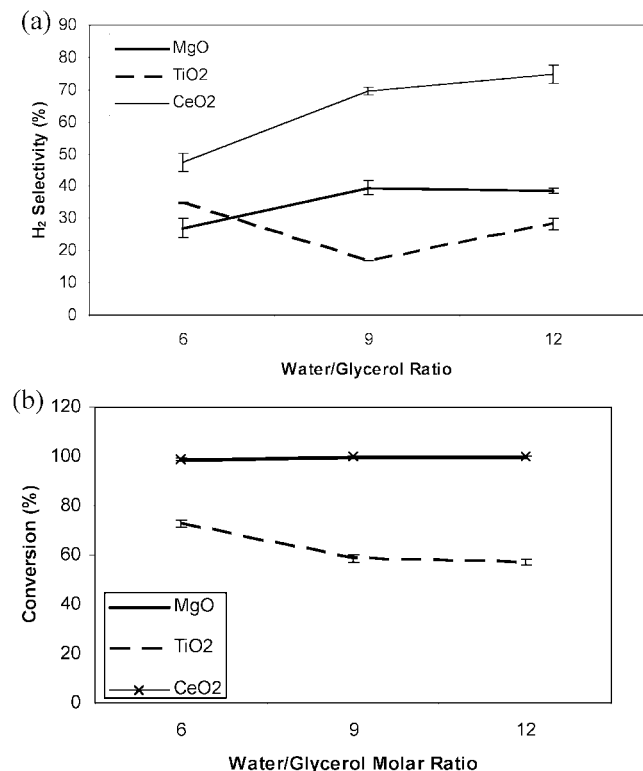 (a)
90
80
70
60
50
40
30
20
10
0
H₂ Selectivity (%)
MgO
TiO2
CeO2
6 9 12
Water/Glycerol Ratio
(b)
120
100
80
60
40
20
0
Conversion (%)
MgO
TiO2
CeO2
6 9 12
Water/Glycerol Molar Ratio